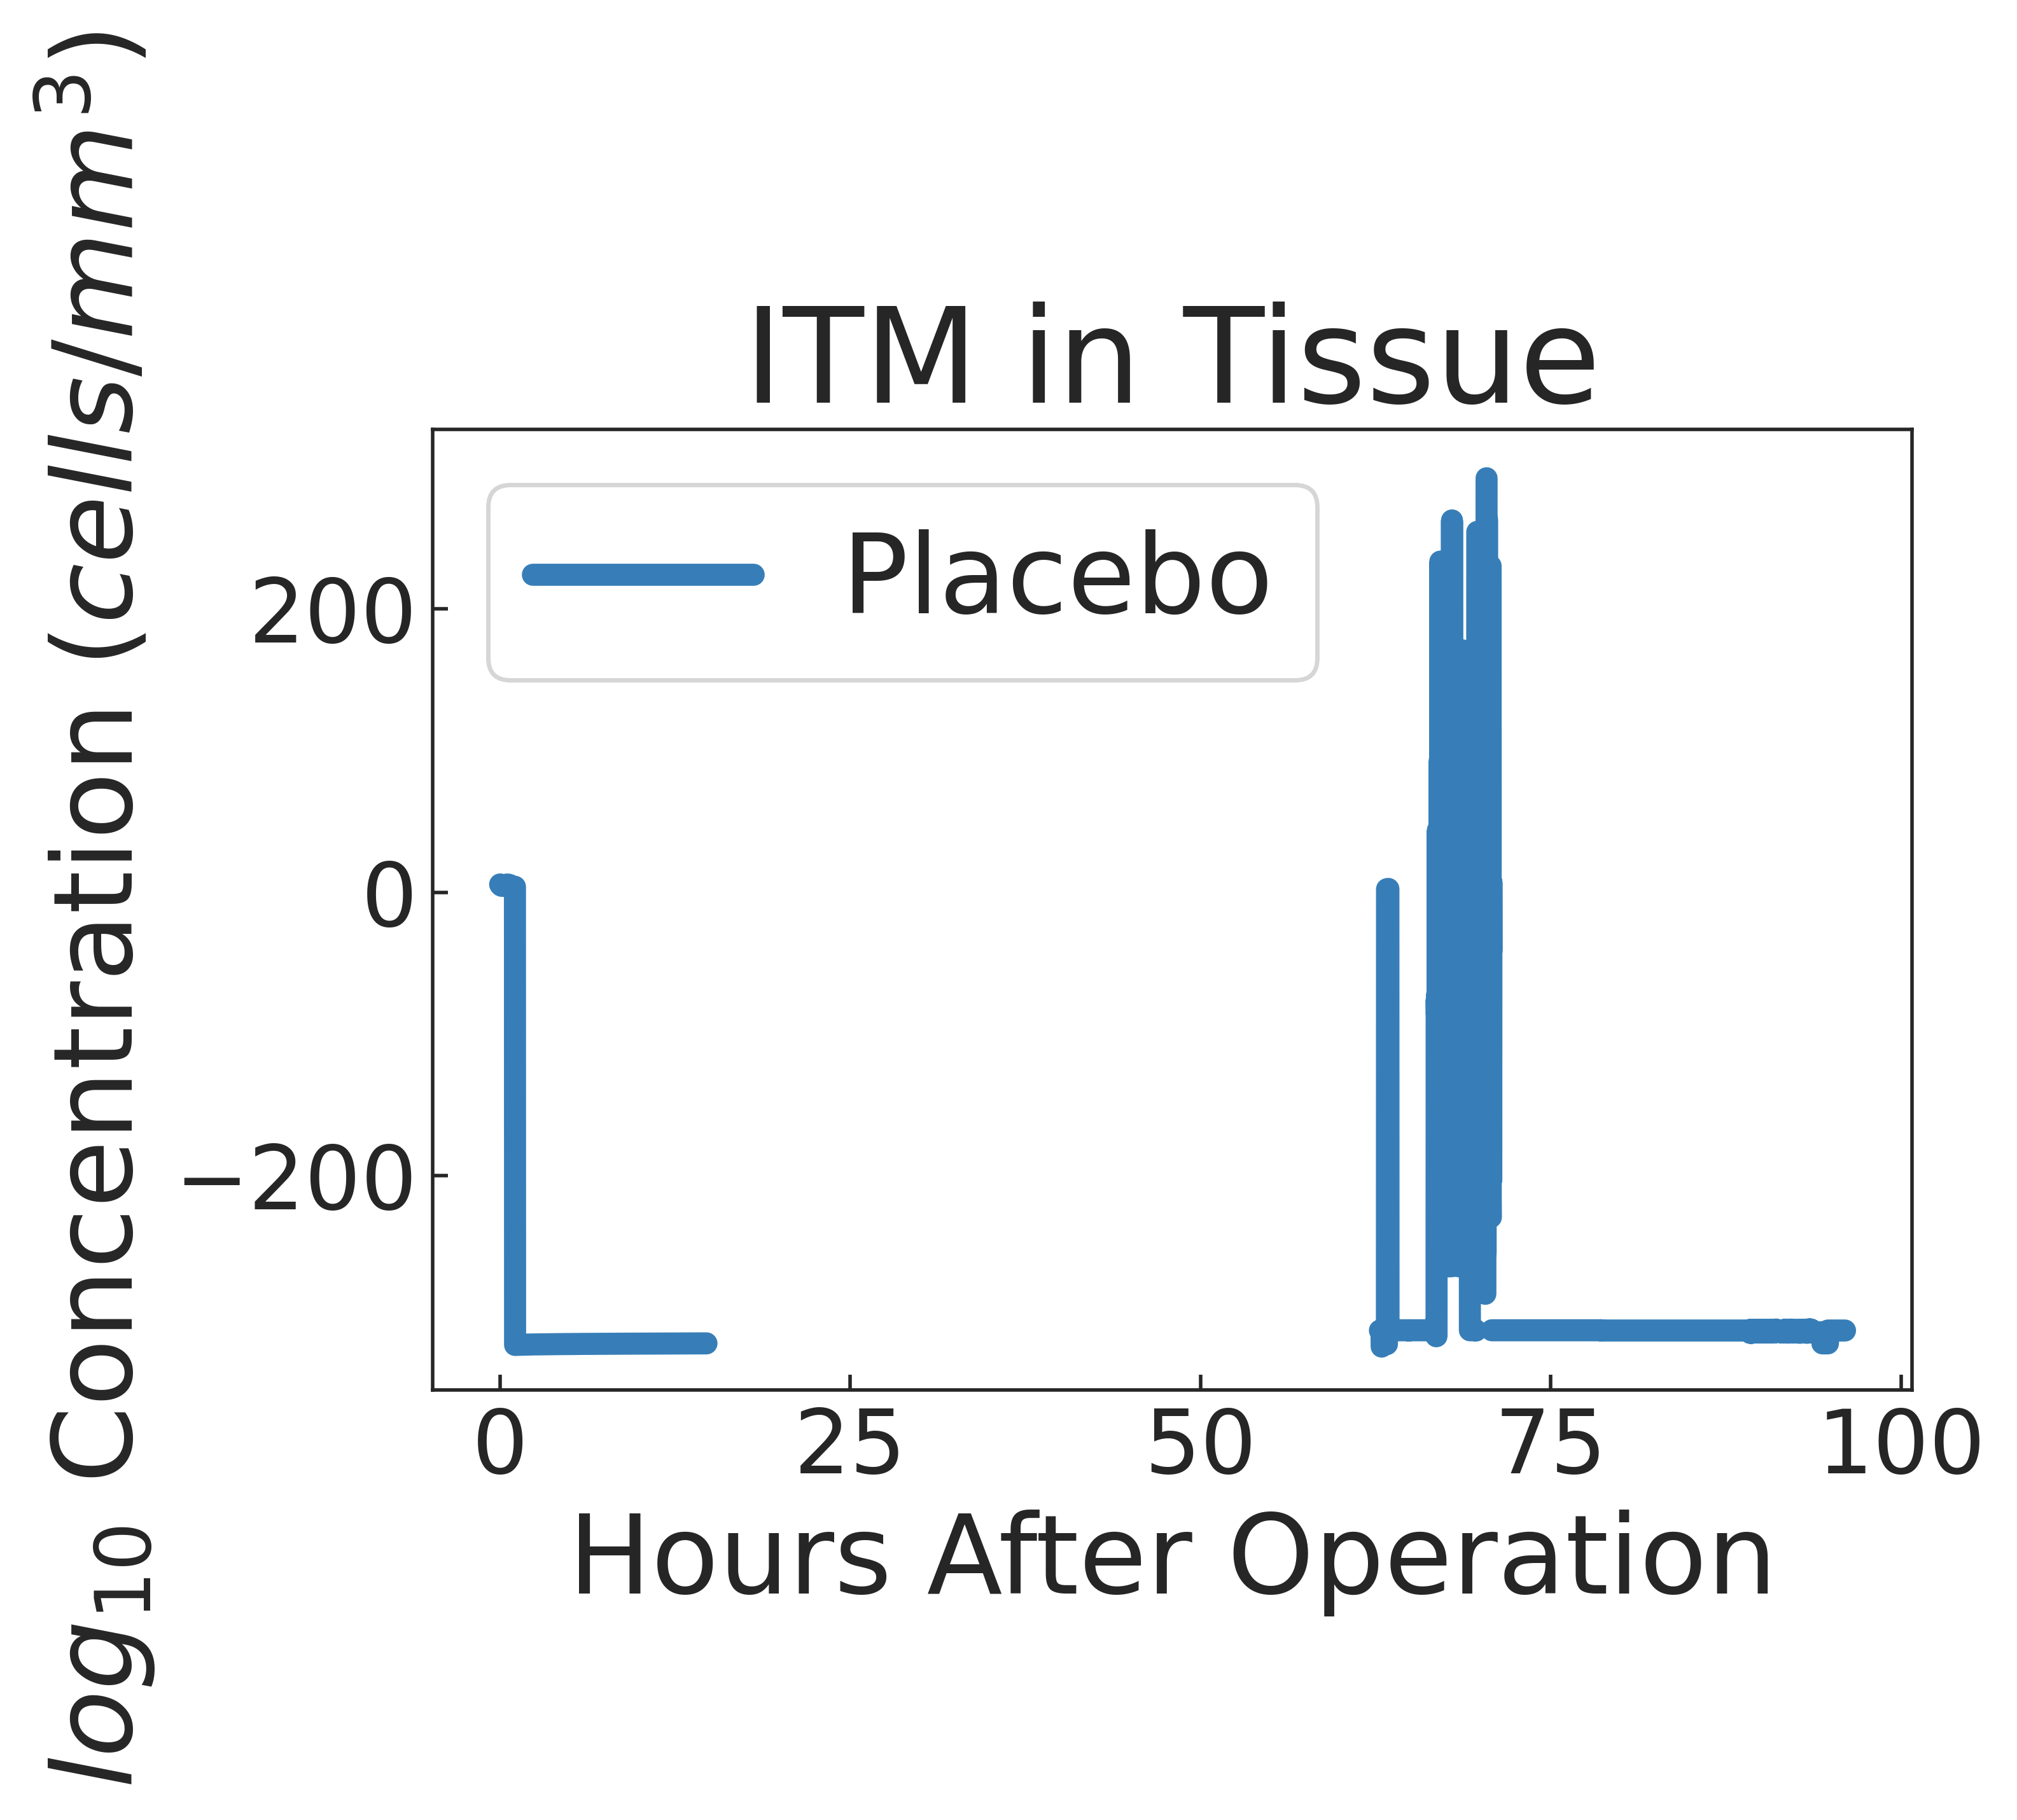 ITM in Tissue
Placebo
log₁₀ Concentration (cells/mm³)
200
0
−200
0 25 50 75 100
Hours After Operation